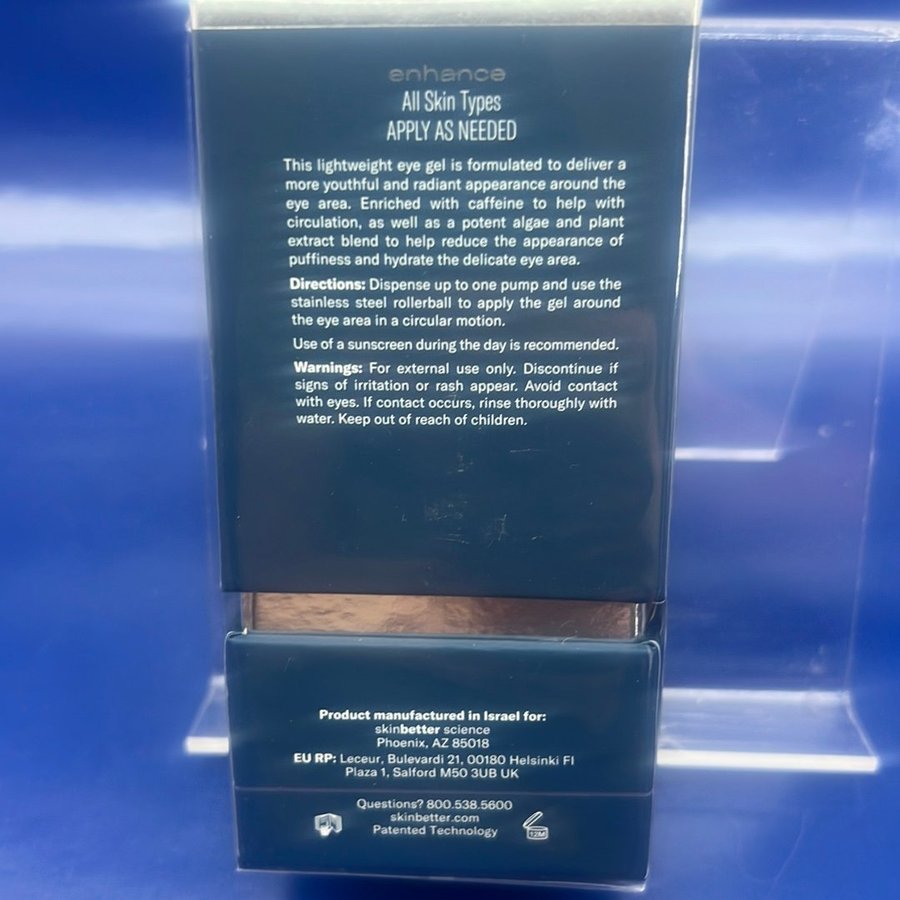 enhance
All Skin Types
APPLY AS NEEDED
This lightweight eye gel is formulated to deliver a
more youthful and radiant appearance around the
eye area. Enriched with caffeine to help with
circulation, as well as a potent algae and plant
extract blend to help reduce the appearance of
puffiness and hydrate the delicate eye area.
Directions: Dispense up to one pump and use the
stainless steel rollerball to apply the gel around
the eye area in a circular motion.
Use of a sunscreen during the day is recommended.
Warnings: For external use only. Discontinue if
signs of irritation or rash appear. Avoid contact
with eyes. If contact occurs, rinse thoroughly with
water. Keep out of reach of children.
Product manufactured in Israel for:
skinbetter science
Phoenix, AZ 85018
EU RP: Leceur, Bulevardi 21, 00180 Helsinki FI
Plaza 1, Salford M50 3UB UK
Questions? 800.538.5600
skinbetter.com
Patented Technology
12M